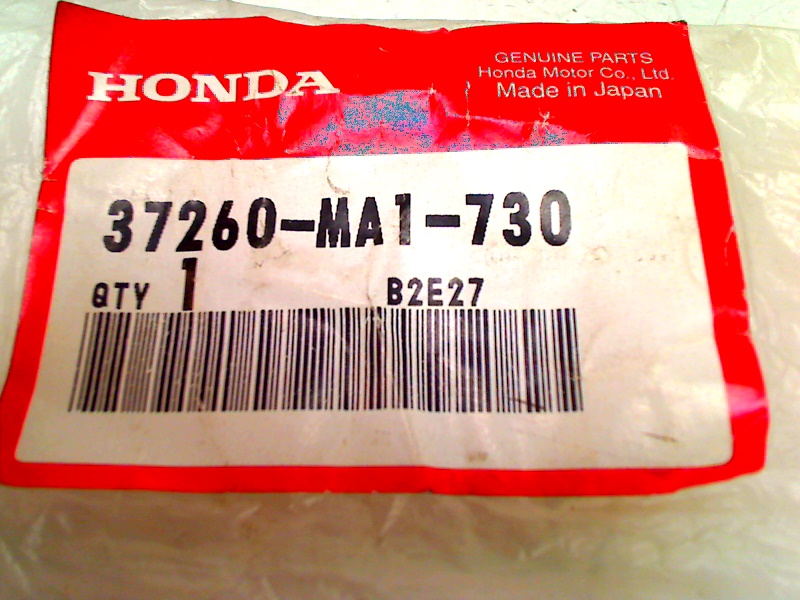 HONDA
GENUINE PARTS
Honda Motor Co., Ltd.
Made in Japan
37260-MA1-730
QTY 1 B2E27